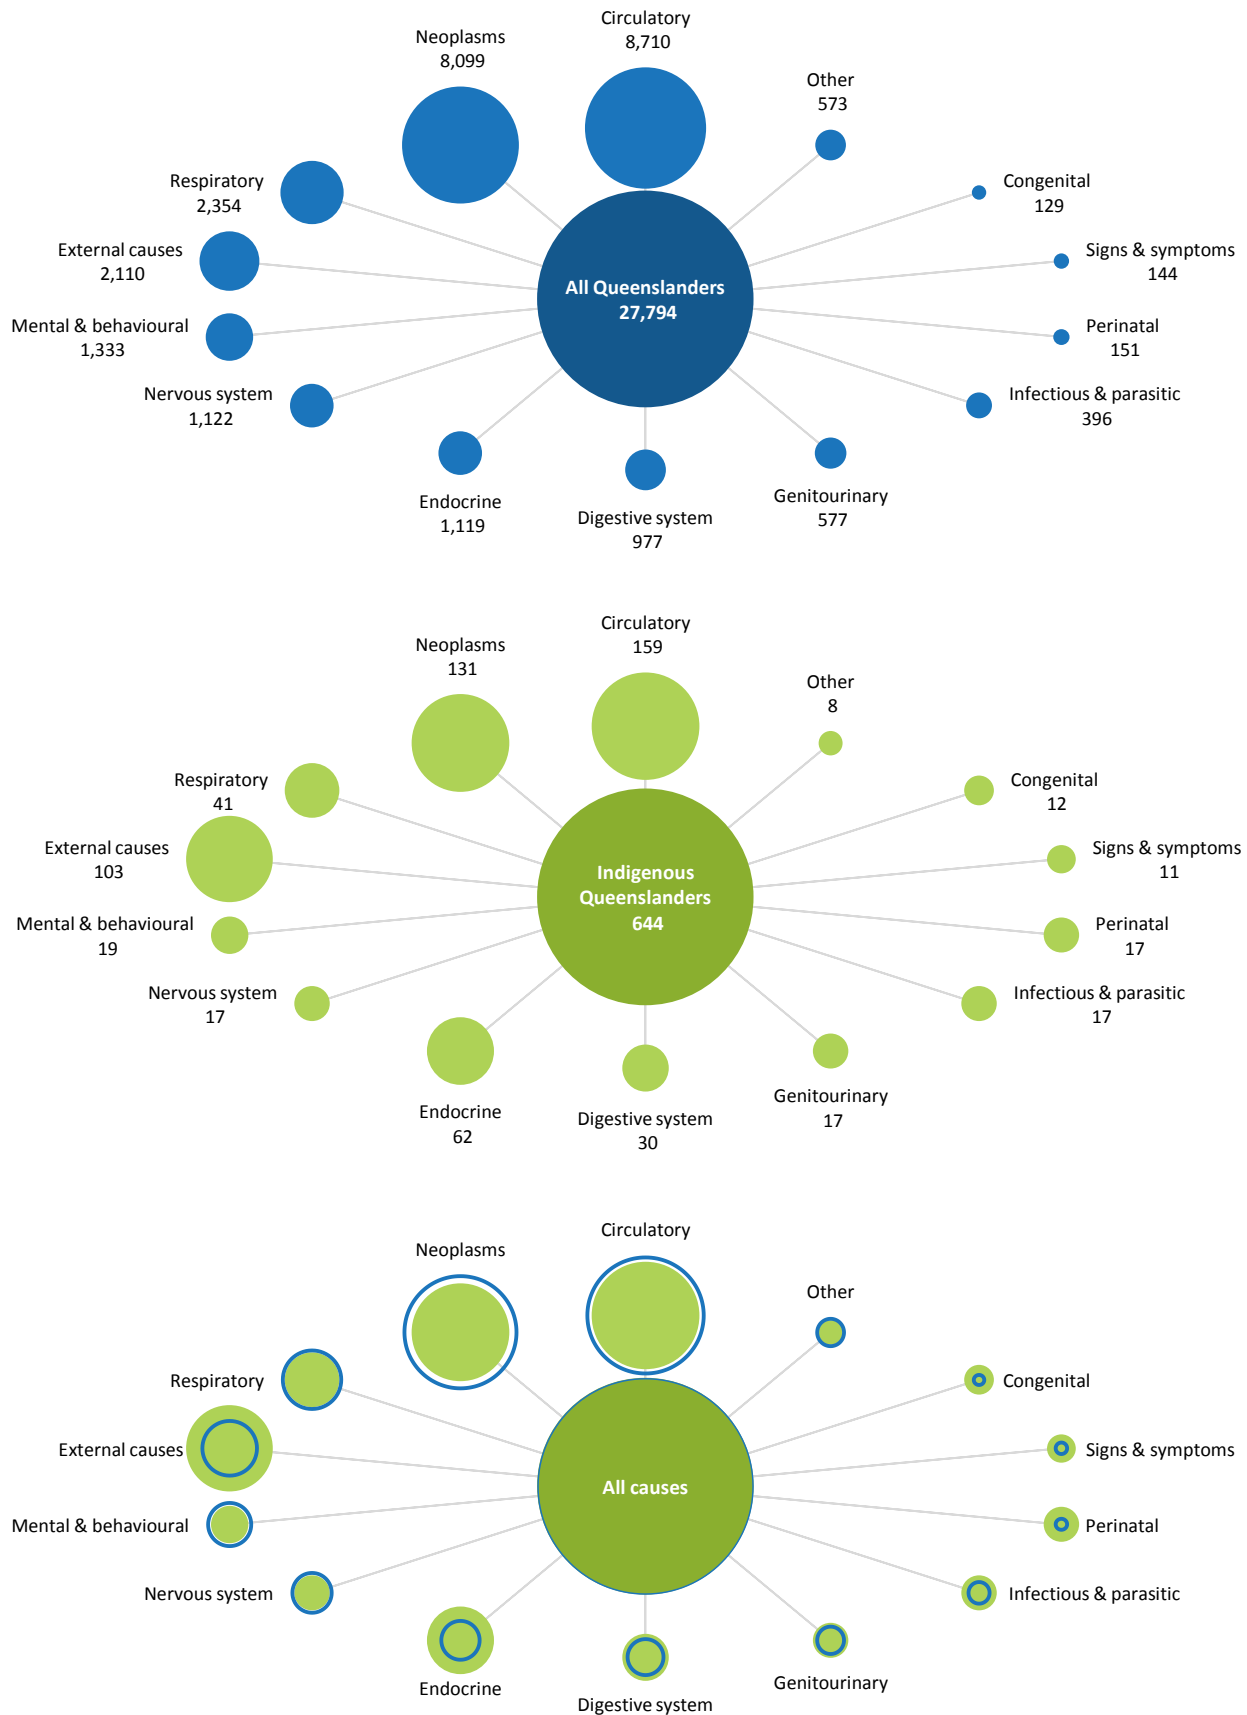 Circulatory
8,710
Neoplasms
8,099
Other
573
Respiratory
2,354
Congenital
129
External causes
2,110
Signs & symptoms
144
All Queenslanders
27,794
Mental & behavioural
1,333
Perinatal
151
Nervous system
1,122
Infectious & parasitic
396
Endocrine
1,119
Digestive system
977
Genitourinary
577
Circulatory
159
Neoplasms
131
Other
8
Respiratory
41
Congenital
12
External causes
103
Signs & symptoms
11
Indigenous
Queenslanders
644
Mental & behavioural
19
Perinatal
17
Nervous system
17
Infectious & parasitic
17
Endocrine
62
Digestive system
30
Genitourinary
17
Circulatory
Neoplasms
Other
Respiratory
Congenital
External causes
Signs & symptoms
All causes
Mental & behavioural
Perinatal
Nervous system
Infectious & parasitic
Endocrine
Digestive system
Genitourinary